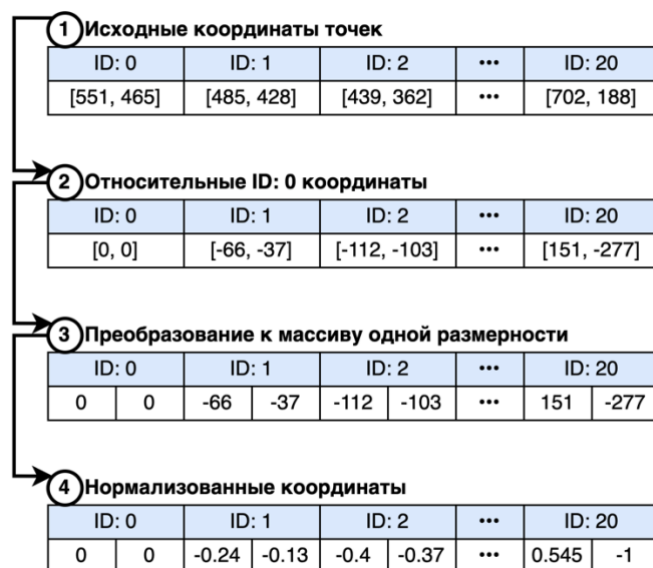 1 Исходные координаты точек
ID: 0 ID: 1 ID: 2 ••• ID: 20
[551, 465] [485, 428] [439, 362] ••• [702, 188]
2 Относительные ID: 0 координаты
ID: 0 ID: 1 ID: 2 ••• ID: 20
[0, 0] [-66, -37] [-112, -103] ••• [151, -277]
3 Преобразование к массиву одной размерности
ID: 0 ID: 1 ID: 2 ••• ID: 20
0 0 -66 -37 -112 -103 ••• 151 -277
4 Нормализованные координаты
ID: 0 ID: 1 ID: 2 ••• ID: 20
0 0 -0.24 -0.13 -0.4 -0.37 ••• 0.545 -1